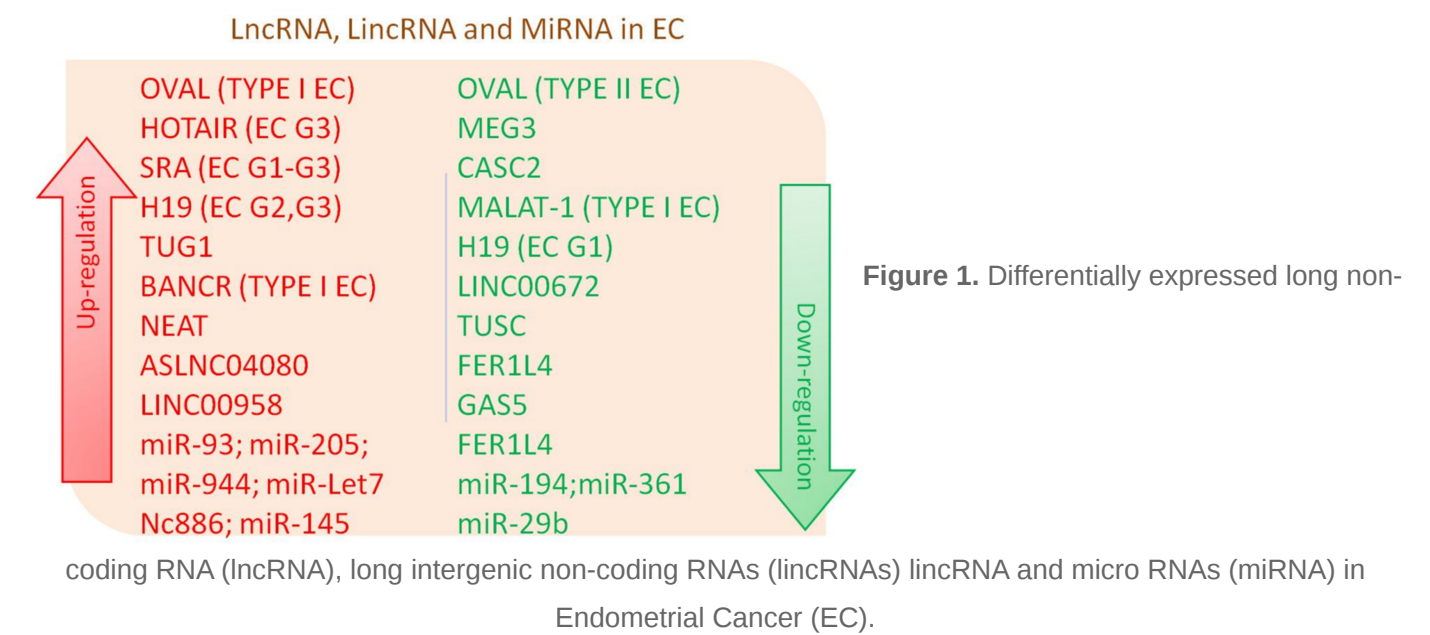 LncRNA, LincRNA and MiRNA in EC
Up-regulation
OVAL (TYPE I EC)
HOTAIR (EC G3)
SRA (EC G1-G3)
H19 (EC G2,G3)
TUG1
BANCR (TYPE I EC)
NEAT
ASLNC04080
LINC00958
miR-93; miR-205;
miR-944; miR-Let7
Nc886; miR-145
OVAL (TYPE II EC)
MEG3
CASC2
MALAT-1 (TYPE I EC)
H19 (EC G1)
LINC00672
TUSC
FER1L4
GAS5
FER1L4
miR-194;miR-361
miR-29b
Down-regulation
Figure 1. Differentially expressed long non-
coding RNA (lncRNA), long intergenic non-coding RNAs (lincRNAs) lincRNA and micro RNAs (miRNA) in
Endometrial Cancer (EC).